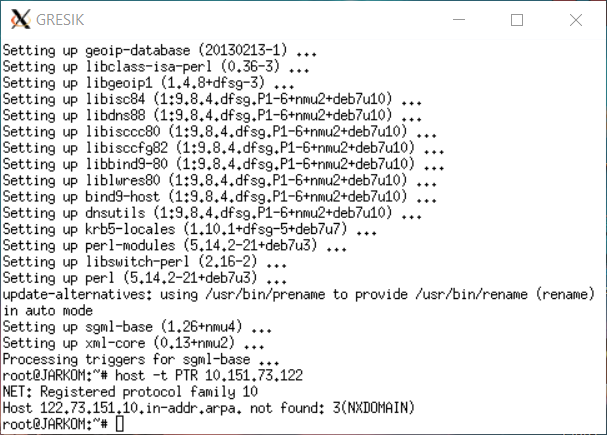 GRESIK
Setting up geoip-database (20130213-1) ...
Setting up libclass-isa-perl (0.36-3) ...
Setting up libgeoip1 (1.4.8+dfsg-3) ...
Setting up libisc84 (1:9.8.4.dfsg.P1-6+nmu2+deb7u10) ...
Setting up libdns88 (1:9.8.4.dfsg.P1-6+nmu2+deb7u10) ...
Setting up libisccc80 (1:9.8.4.dfsg.P1-6+nmu2+deb7u10) ...
Setting up libisccfg82 (1:9.8.4.dfsg.P1-6+nmu2+deb7u10) ...
Setting up libbind9-80 (1:9.8.4.dfsg.P1-6+nmu2+deb7u10) ...
Setting up liblwres80 (1:9.8.4.dfsg.P1-6+nmu2+deb7u10) ...
Setting up bind9-host (1:9.8.4.dfsg.P1-6+nmu2+deb7u10) ...
Setting up dnsutils (1:9.8.4.dfsg.P1-6+nmu2+deb7u10) ...
Setting up krb5-locales (1.10.1+dfsg-5+deb7u7) ...
Setting up perl-modules (5.14.2-21+deb7u3) ...
Setting up libswitch-perl (2.16-2) ...
Setting up perl (5.14.2-21+deb7u3) ...
update-alternatives: using /usr/bin/prename to provide /usr/bin/rename (rename)
in auto mode
Setting up sgml-base (1.26+nmu4) ...
Setting up xml-core (0.13+nmu2) ...
Processing triggers for sgml-base ...
root@JARKOM:~# host -t PTR 10.151.73.122
NET: Registered protocol family 10
Host 122.73.151.10.in-addr.arpa. not found: 3(NXDOMAIN)
root@JARKOM:~#